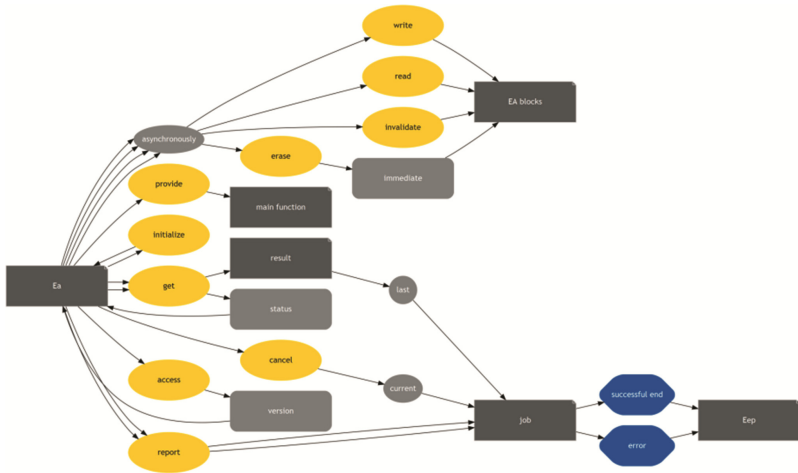 write
read
EA blocks
invalidate
asynchronously
erase
immediate
provide
main function
initialize
result
Ea
get
last
status
cancel
access
current
version
successful end
job
Eep
error
report